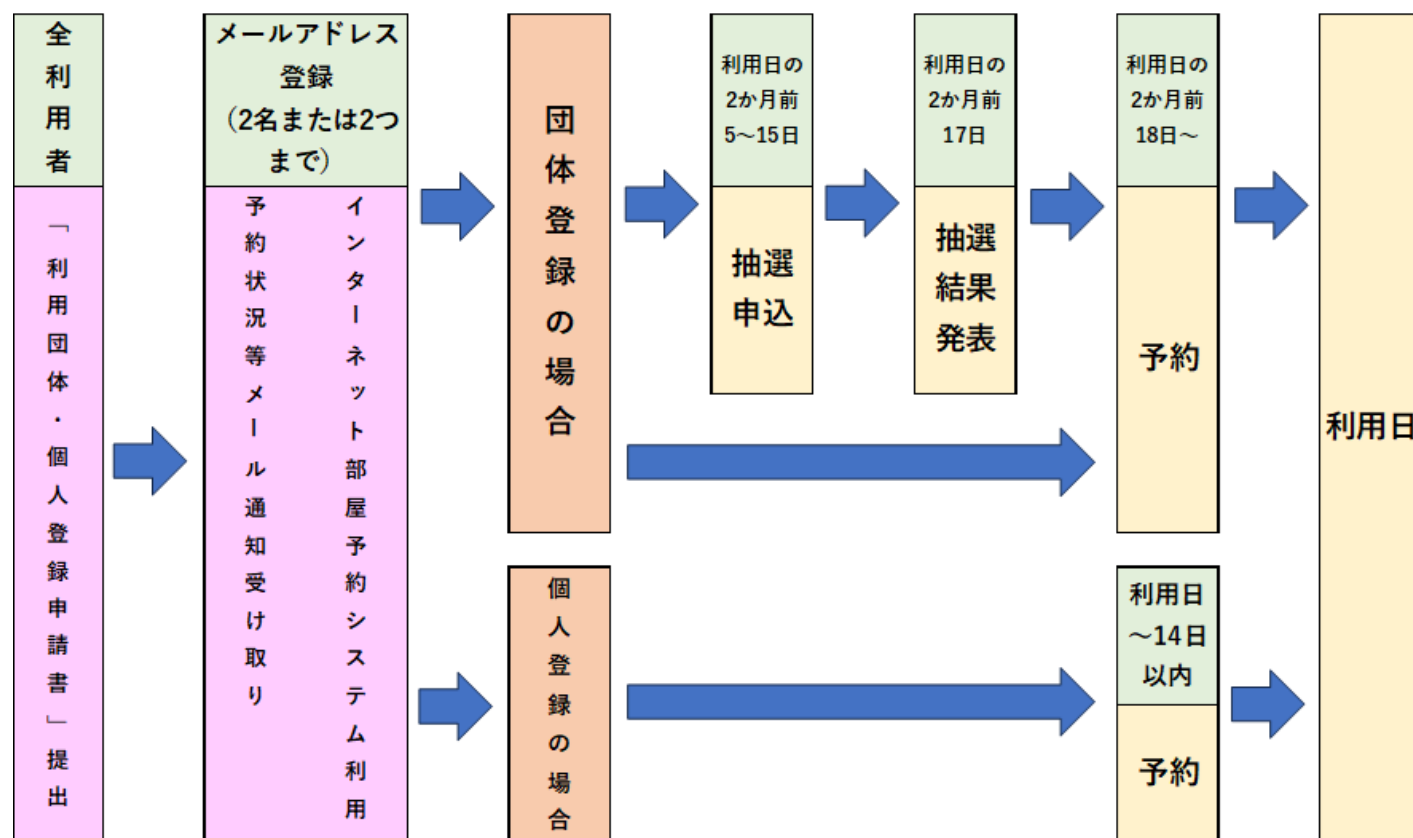 全利用者
「利用団体・個人登録申請書」提出
メールアドレス
登録
（2名または2つ
まで）
インターネット部屋予約システム利用
予約状況等メール通知受け取り
団体登録の場合
利用日の
2か月前
5～15日
抽選
申込
利用日の
2か月前
17日
抽選
結果
発表
利用日の
2か月前
18日～
予約
個人登録の場合
利用日
～14日
以内
予約
利用日